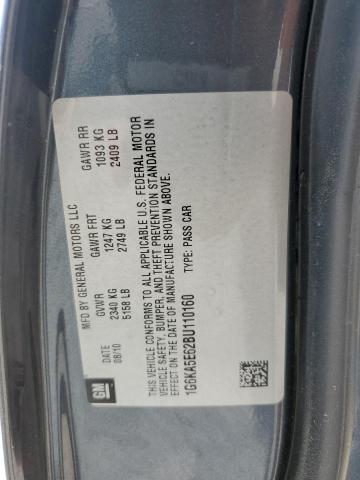 GM
MFD BY GENERAL MOTORS LLC
DATE GVWR GAWR FRT GAWR RR
08/10 2340 KG 1247 KG 1093 KG
5158 LB 2749 LB 2409 LB
THIS VEHICLE CONFORMS TO ALL APPLICABLE U.S. FEDERAL MOTOR
VEHICLE SAFETY, BUMPER, AND THEFT PREVENTION STANDARDS IN
EFFECT ON THE DATE OF MANUFACTURE SHOWN ABOVE.
1G6KA5E62BU110160 TYPE: PASS CAR